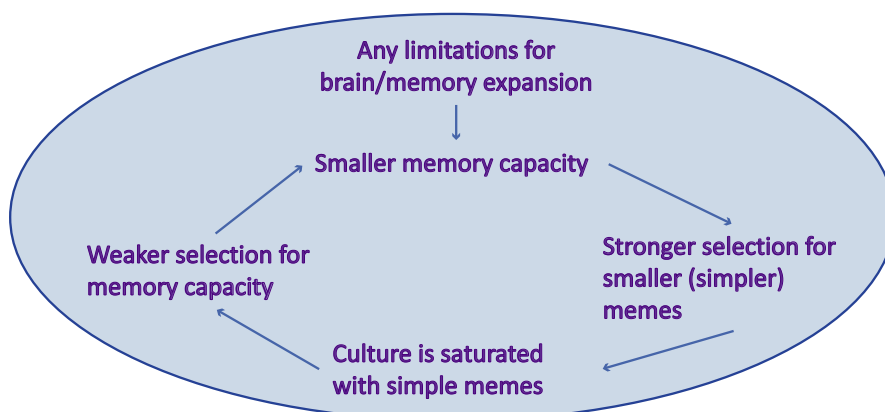 Any limitations for
brain/memory expansion
Smaller memory capacity
Stronger selection for
smaller (simpler)
memes
Culture is saturated
with simple memes
Weaker selection for
memory capacity